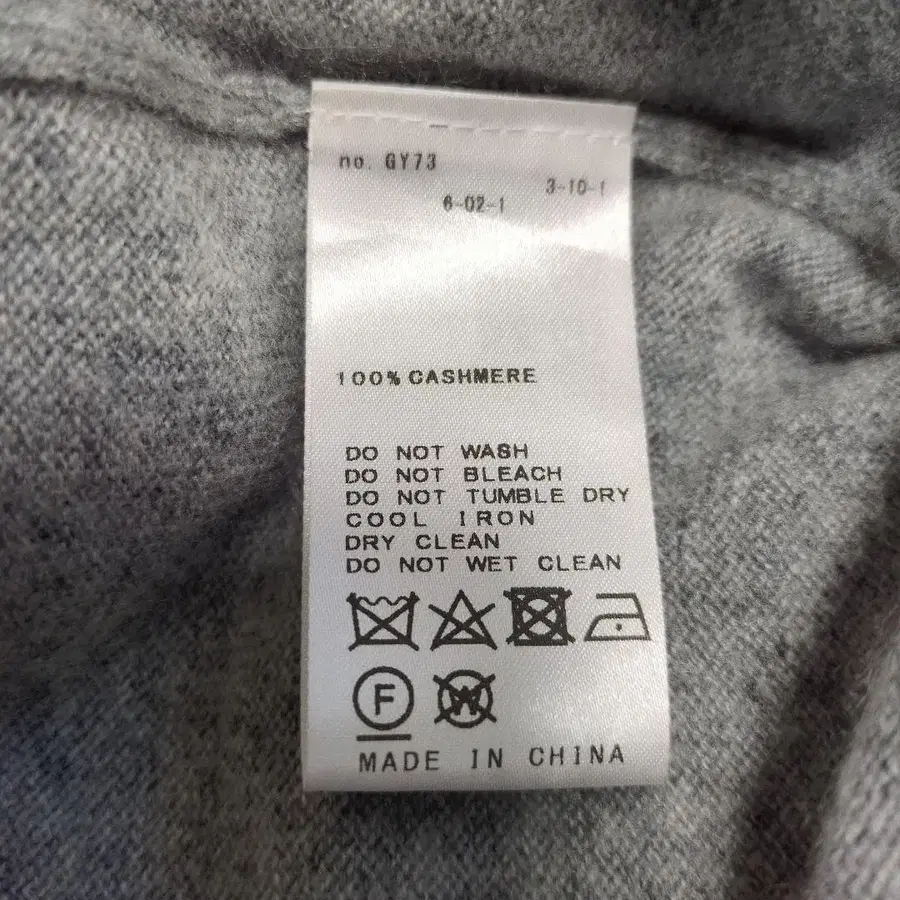 no. GY73
3-10-1
6-02-1
100% CASHMERE
DO NOT WASH
DO NOT BLEACH
DO NOT TUMBLE DRY
COOL IRON
DRY CLEAN
DO NOT WET CLEAN
F W
MADE IN CHINA